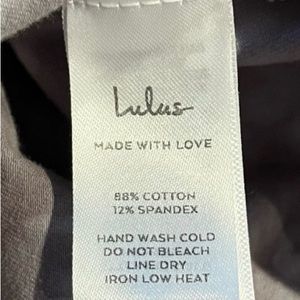 Lulus
MADE WITH LOVE
88% COTTON
12% SPANDEX
HAND WASH COLD
DO NOT BLEACH
LINE DRY
IRON LOW HEAT